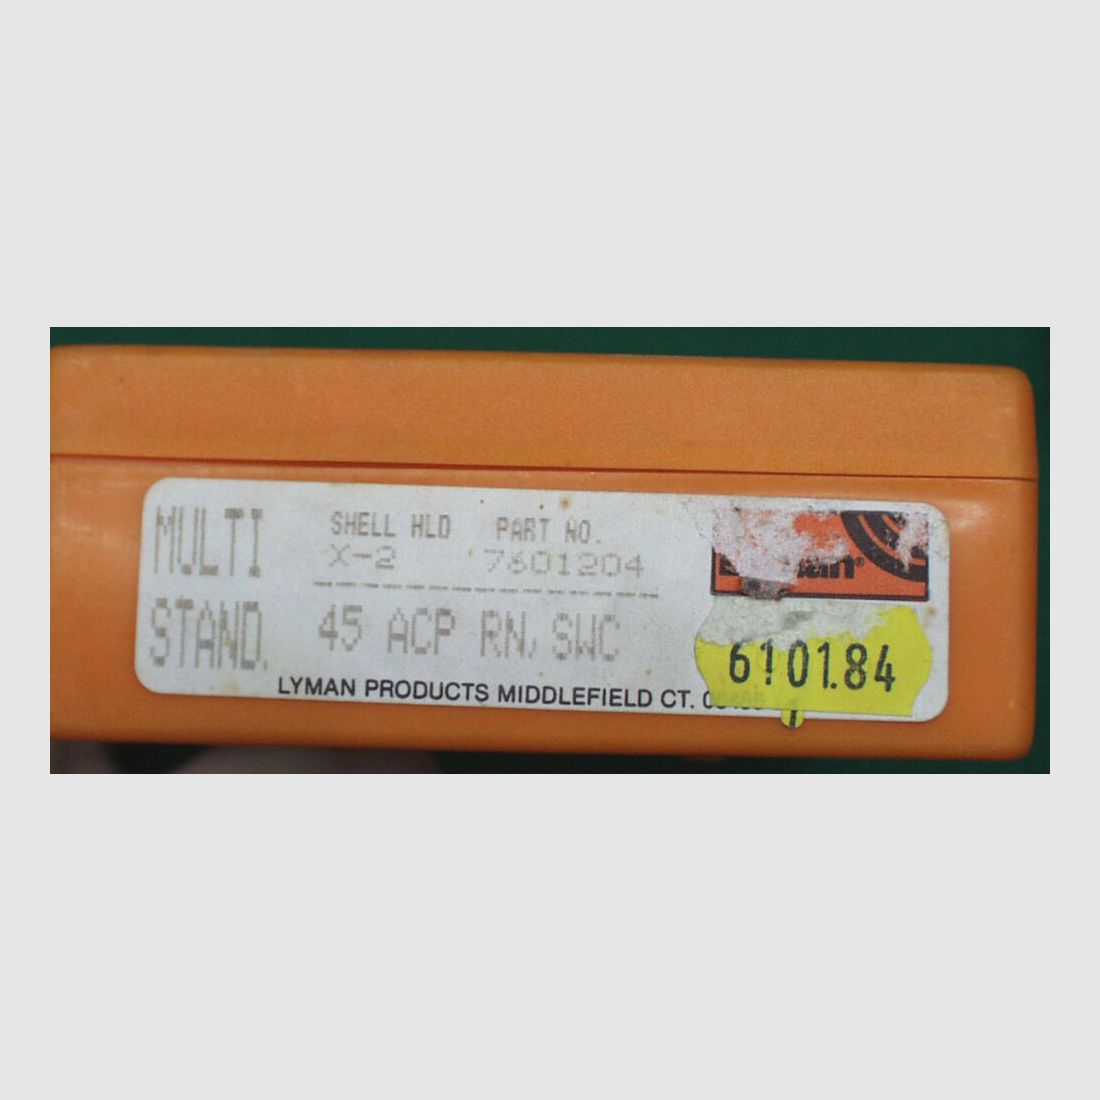 MULTI
SHELL HLD PART NO.
X-2 7601204
STAND. 45 ACP RN, SWC
LYMAN PRODUCTS MIDDLEFIELD CT.
6101.84